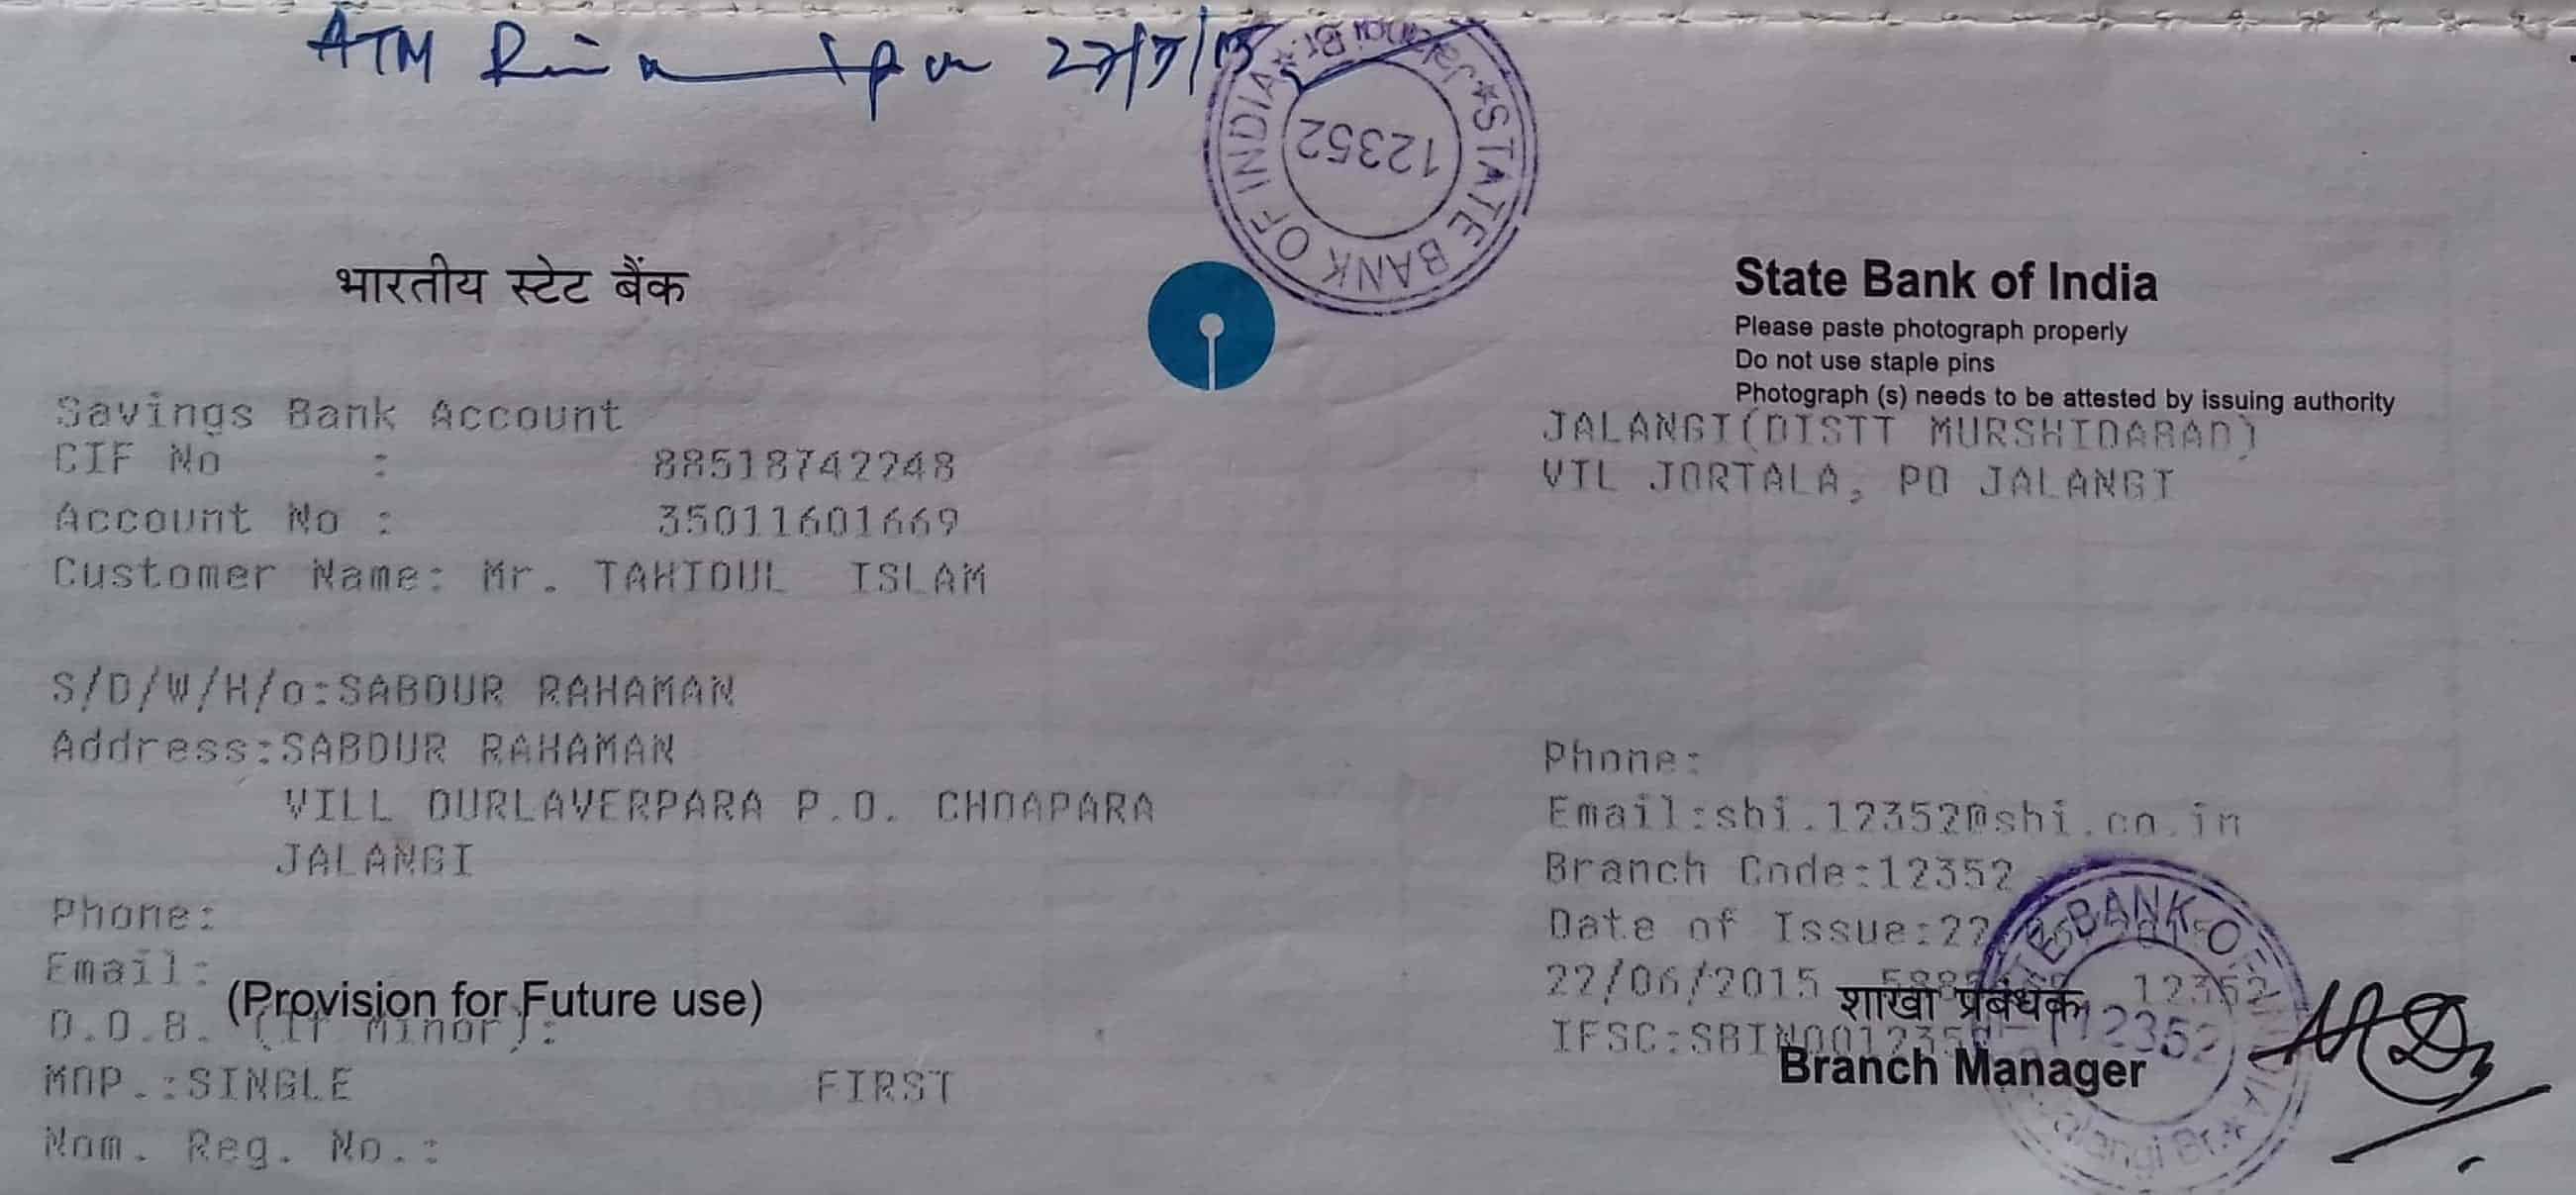 ATM 27/7/15
Jalangi Br.
STATE BANK OF INDIA
12352
भारतीय स्टेट बैंक
State Bank of India
Please paste photograph properly
Do not use staple pins
Photograph (s) needs to be attested by issuing authority
Savings Bank Account
CIF No : 88518742248
Account No : 35011601669
Customer Name: Mr. TAHIDUL ISLAM
S/D/W/H/o:SABDUR RAHAMAN
Address:SABDUR RAHAMAN
VILL DURLAVERPARA P.O. CHOAPARA
JALANGI
Phone:
Email:
(Provision for Future use)
D.O.B. (If Minor):
MOP.:SINGLE FIRST
Nom. Reg. No.:
JALANGI(DISTT MURSHIDABAD)
VIL JORTALA, PO JALANGI
Phone:
Email:sbi.12352@sbi.co.in
Branch Code:12352
Date of Issue:22
22/06/2015 12352
शाखा प्रबंधक
IFSC:SBIN0012352
Branch Manager
STATE BANK OF INDIA
12352
Jalangi Br.